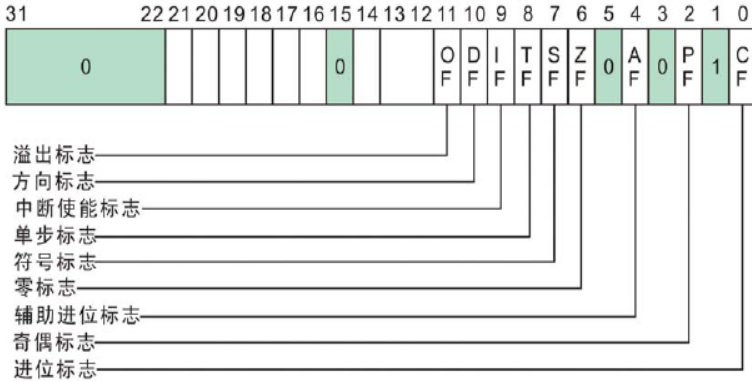 31 22 21 20 19 18 17 16 15 14 13 12 11 10 9 8 7 6 5 4 3 2 1 0
0 0 OF DF IF TF SF ZF 0 AF 0 PF 1 CF
溢出标志
方向标志
中断使能标志
单步标志
符号标志
零标志
辅助进位标志
奇偶标志
进位标志